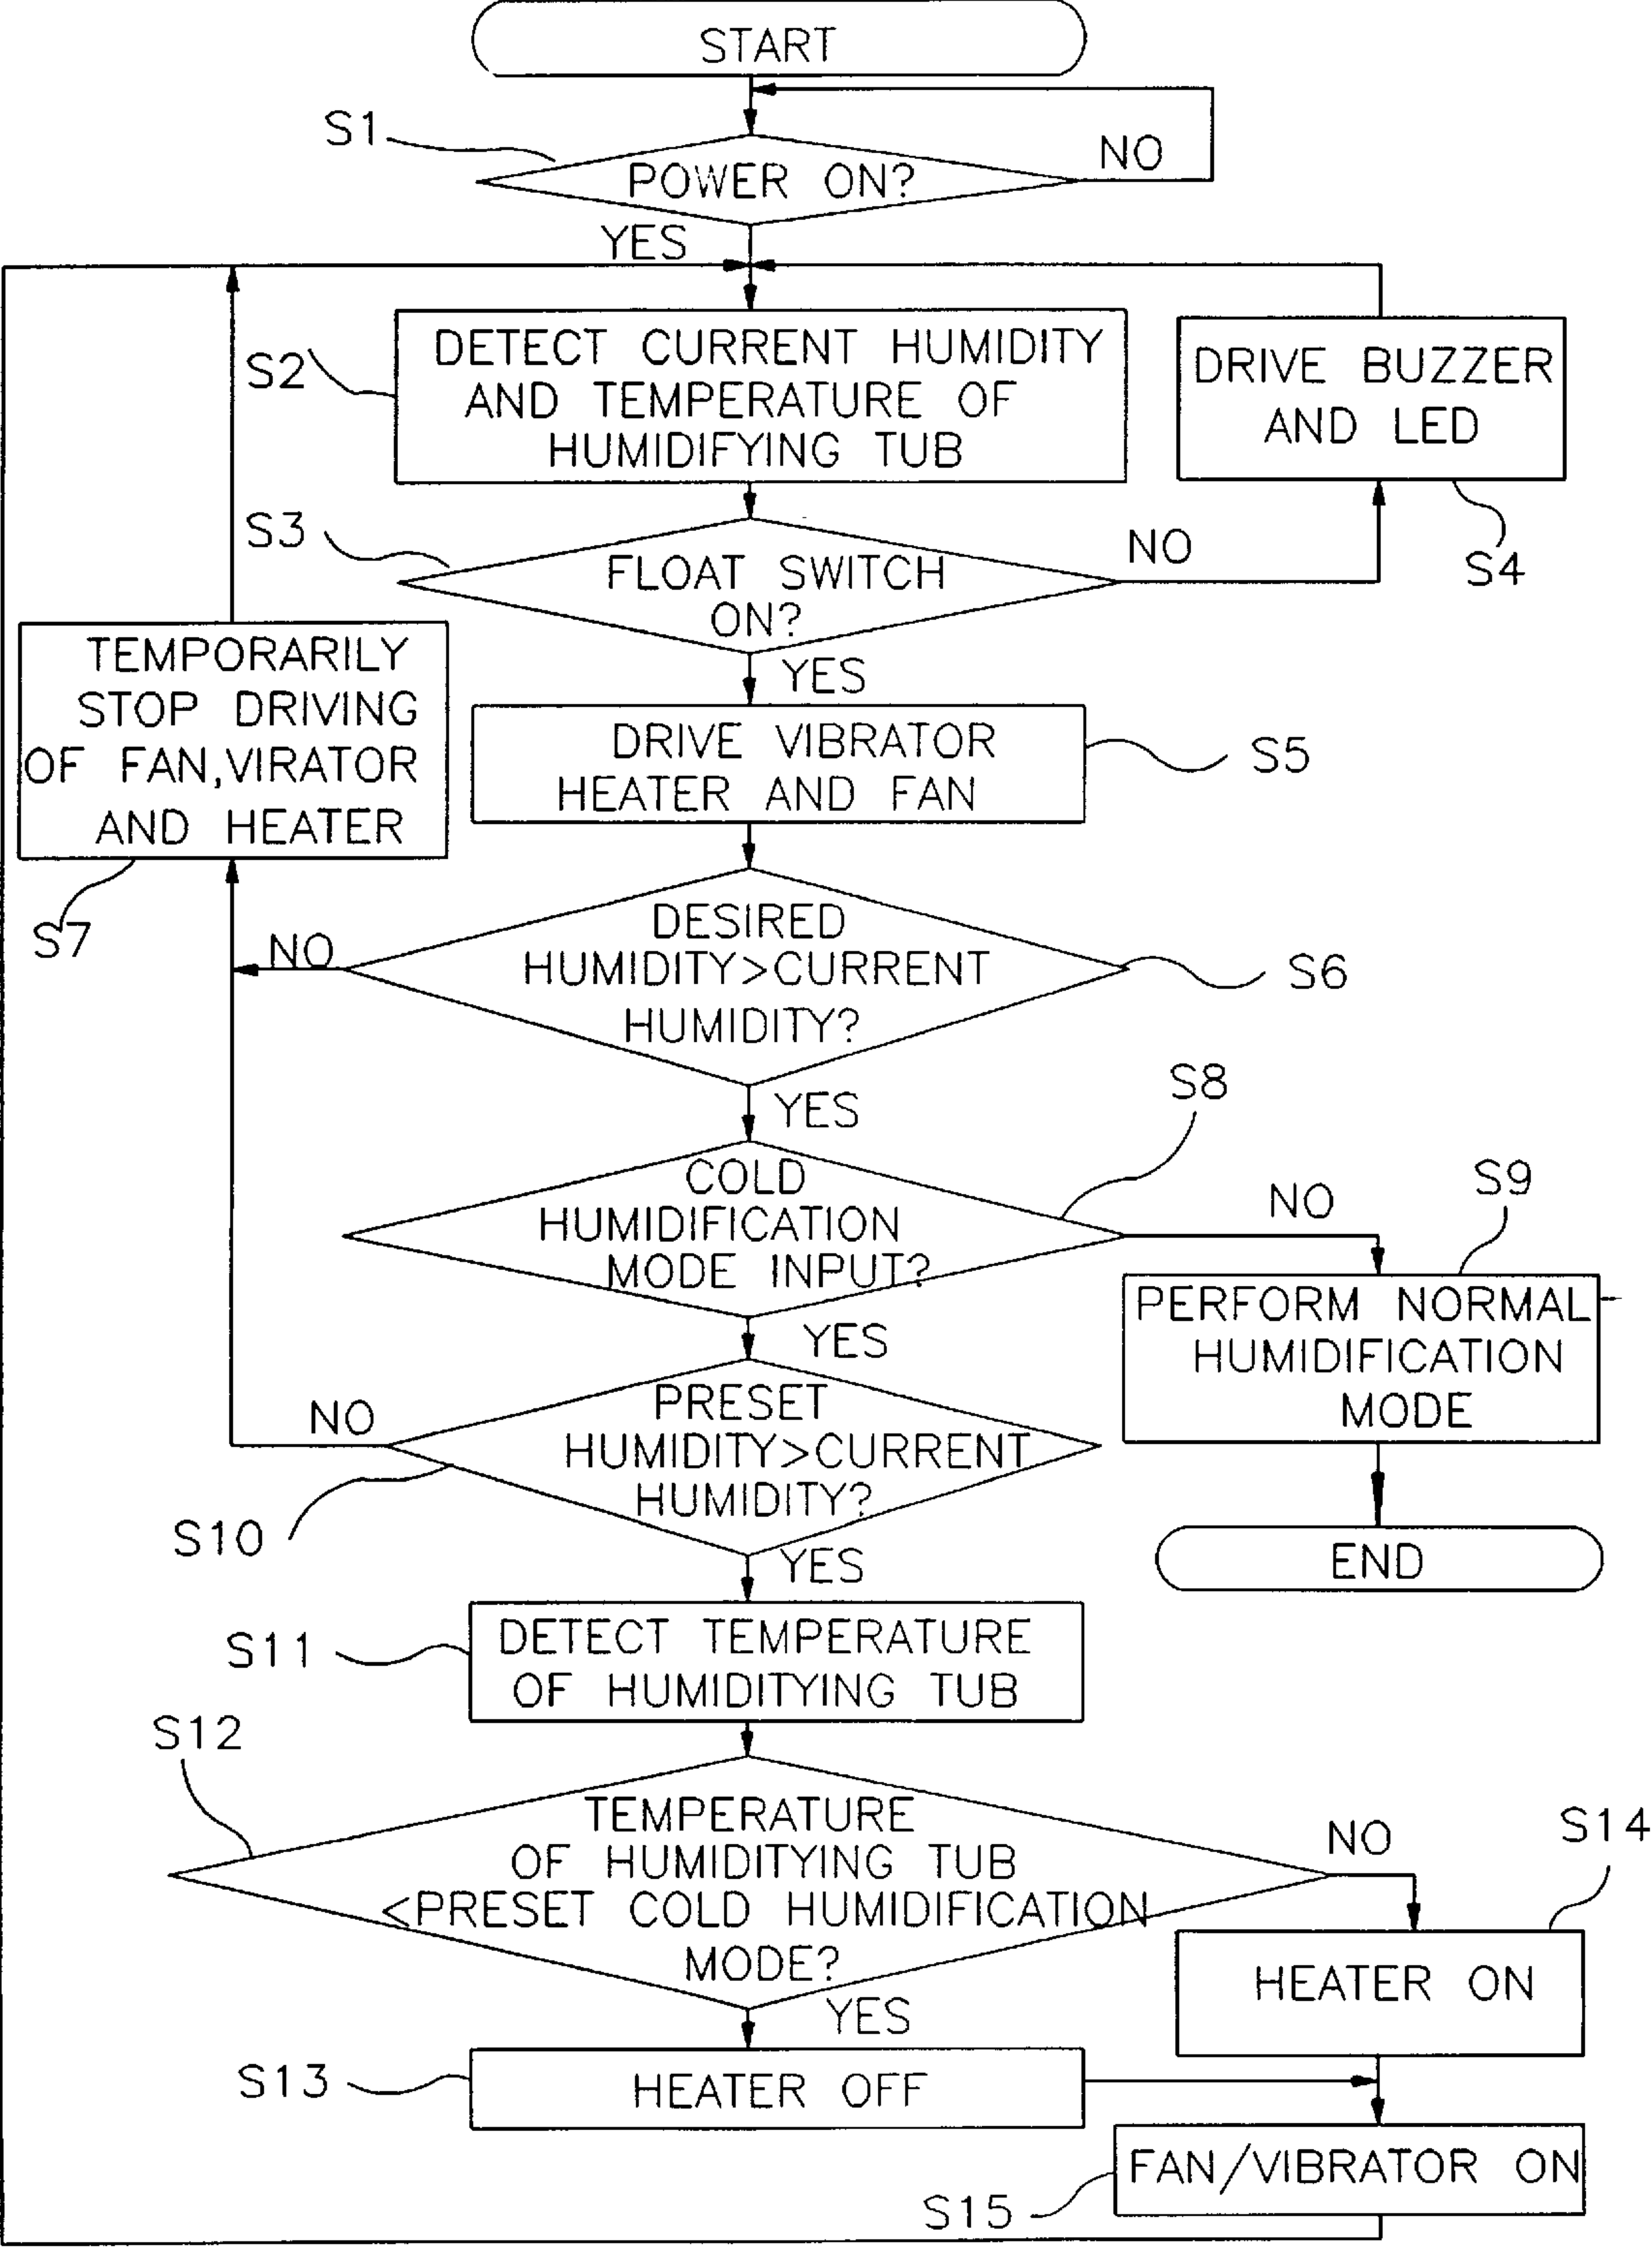 START
S1
POWER ON?
NO
YES
S2
DETECT CURRENT HUMIDITY
AND TEMPERATURE OF
HUMIDIFYING TUB
DRIVE BUZZER
AND LED
S4
S3
FLOAT SWITCH
ON?
NO
YES
TEMPORARILY
STOP DRIVING
OF FAN,VIRATOR
AND HEATER
S7
DRIVE VIBRATOR
HEATER AND FAN
S5
DESIRED
HUMIDITY>CURRENT
HUMIDITY?
NO
S6
YES
S8
COLD
HUMIDIFICATION
MODE INPUT?
NO
S9
YES
PERFORM NORMAL
HUMIDIFICATION
MODE
PRESET
HUMIDITY>CURRENT
HUMIDITY?
NO
S10
YES
END
S11
DETECT TEMPERATURE
OF HUMIDITYING TUB
S12
TEMPERATURE
OF HUMIDITYING TUB
<PRESET COLD HUMIDIFICATION
MODE?
NO
S14
HEATER ON
YES
S13
HEATER OFF
FAN/VIBRATOR ON
S15